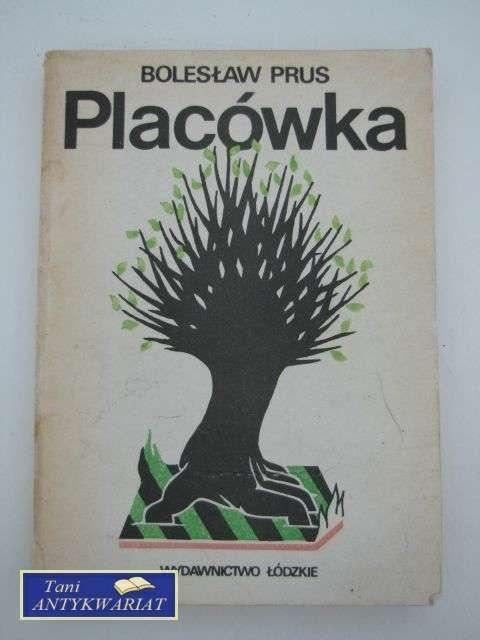 BOLESŁAW PRUS
Placówka
WYDAWNICTWO ŁÓDZKIE
Tani
ANTYKWARIAT